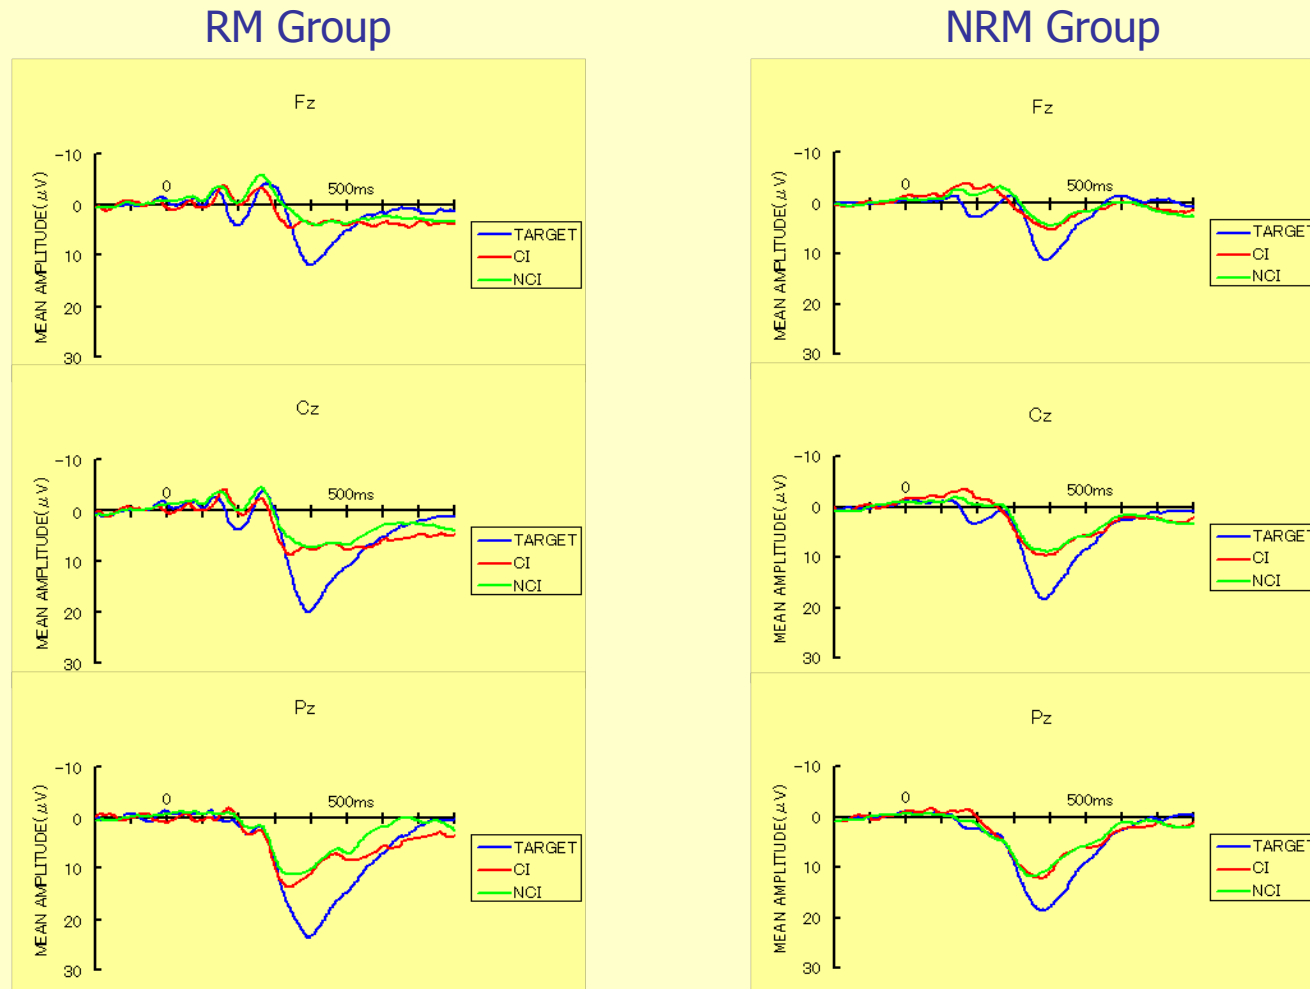 RM Group
NRM Group
Fz
-10
0
10
20
30
MEAN AMPLITUDE(μV)
0
500ms
TARGET
CI
NCI
Cz
-10
0
10
20
30
MEAN AMPLITUDE(μV)
0
500ms
TARGET
CI
NCI
Pz
-10
0
10
20
30
MEAN AMPLITUDE(μV)
0
500ms
TARGET
CI
NCI
Fz
-10
0
10
20
30
MEAN AMPLITUDE(μV)
0
500ms
TARGET
CI
NCI
Cz
-10
0
10
20
30
MEAN AMPLITUDE(μV)
0
500ms
TARGET
CI
NCI
Pz
-10
0
10
20
30
MEAN AMPLITUDE(μV)
0
500ms
TARGET
CI
NCI